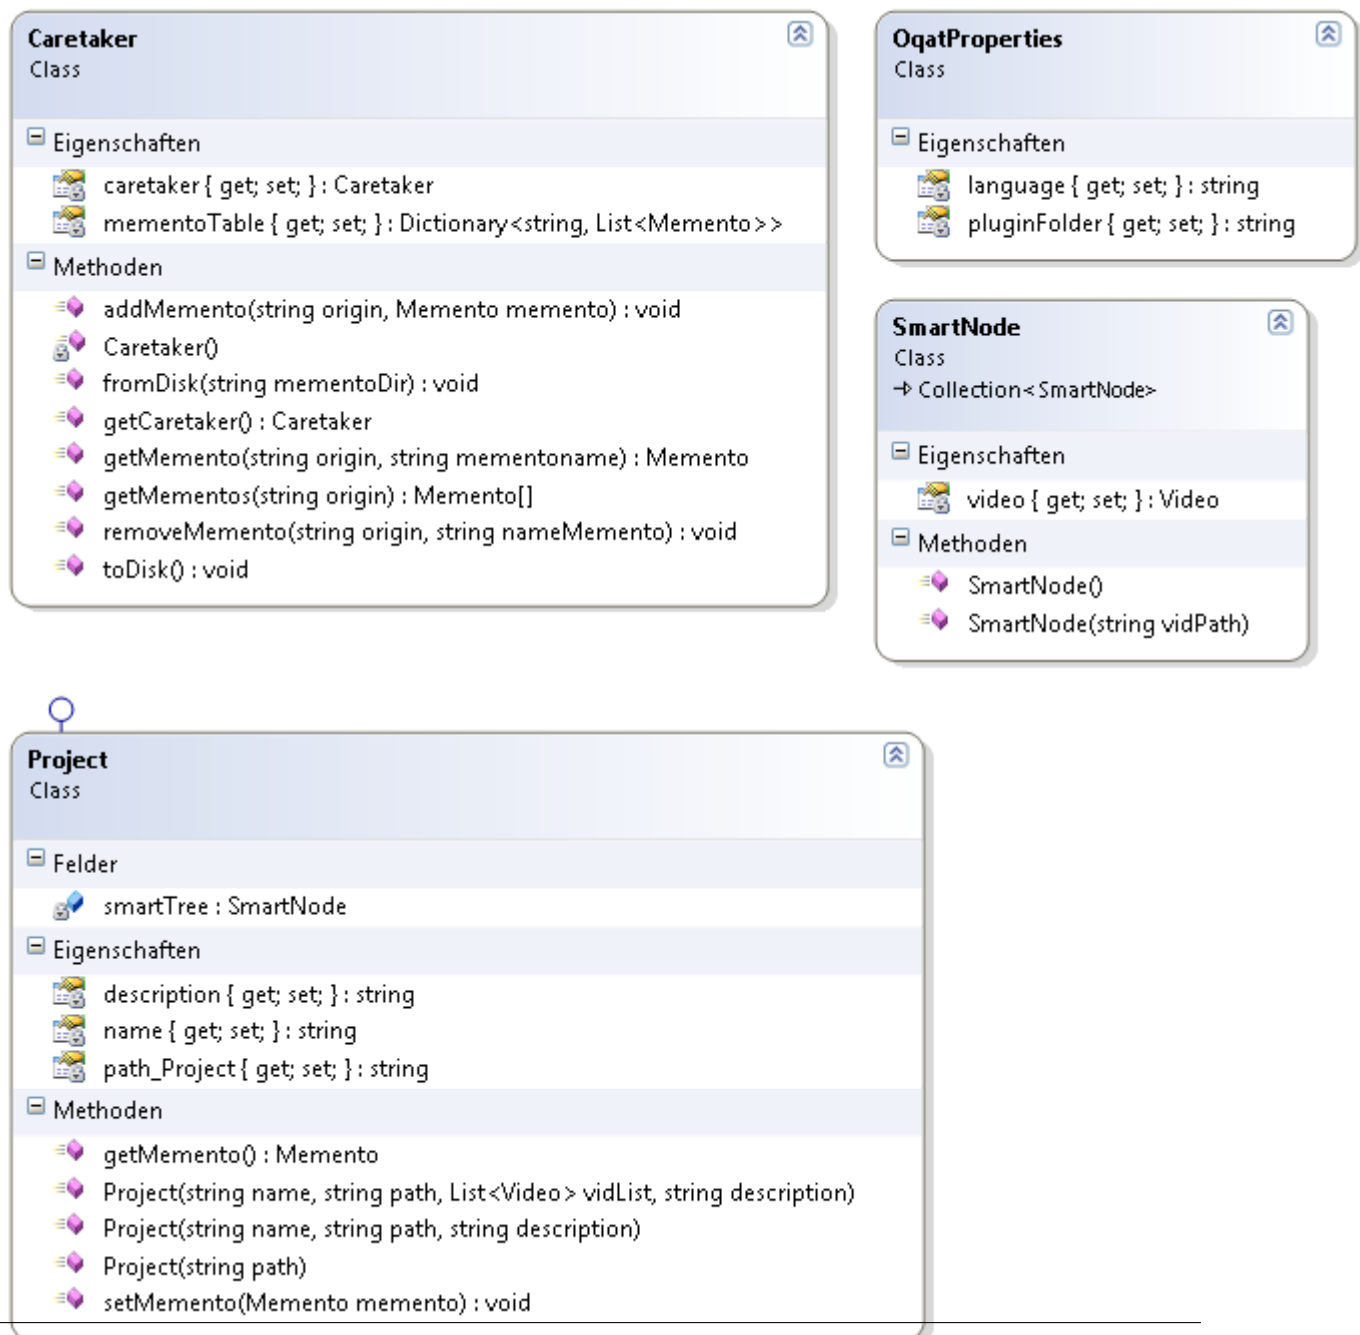 Caretaker
Class
Eigenschaften
caretaker { get; set; } : Caretaker
mementoTable { get; set; } : Dictionary<string, List<Memento>>
Methoden
addMemento(string origin, Memento memento) : void
Caretaker()
fromDisk(string mementoDir) : void
getCaretaker() : Caretaker
getMemento(string origin, string mementoname) : Memento
getMementos(string origin) : Memento[]
removeMemento(string origin, string nameMemento) : void
toDisk() : void
OqatProperties
Class
Eigenschaften
language { get; set; } : string
pluginFolder { get; set; } : string
SmartNode
Class
Collection<SmartNode>
Eigenschaften
video { get; set; } : Video
Methoden
SmartNode()
SmartNode(string vidPath)
Project
Class
Felder
smartTree : SmartNode
Eigenschaften
description { get; set; } : string
name { get; set; } : string
path_Project { get; set; } : string
Methoden
getMemento() : Memento
Project(string name, string path, List<Video> vidList, string description)
Project(string name, string path, string description)
Project(string path)
setMemento(Memento memento) : void